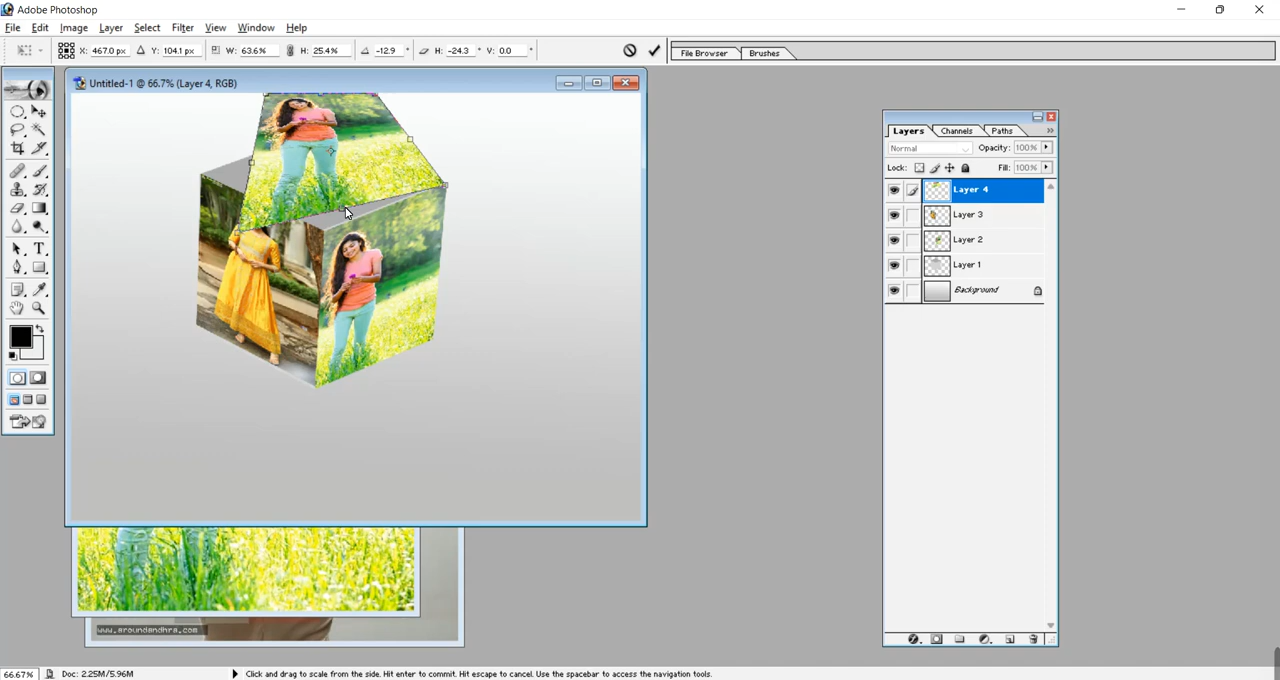 Adobe Photoshop
File Edit Image Layer Select Filter View Window Help
X: 467.0 px Y: 104.1 px W: 63.6% H: 25.4% -12.9 ° H: -24.3 ° V: 0.0 °
File Browser Brushes
Untitled-1 @ 66.7% (Layer 4, RGB)
Layers Channels Paths
Normal Opacity: 100%
Lock: Fill: 100%
Layer 4
Layer 3
Layer 2
Layer 1
Background
www.aroundandhra.com
66.67% Doc: 2.25M/5.96M Click and drag to scale from the side. Hit enter to commit. Hit escape to cancel. Use the spacebar to access the navigation tools.